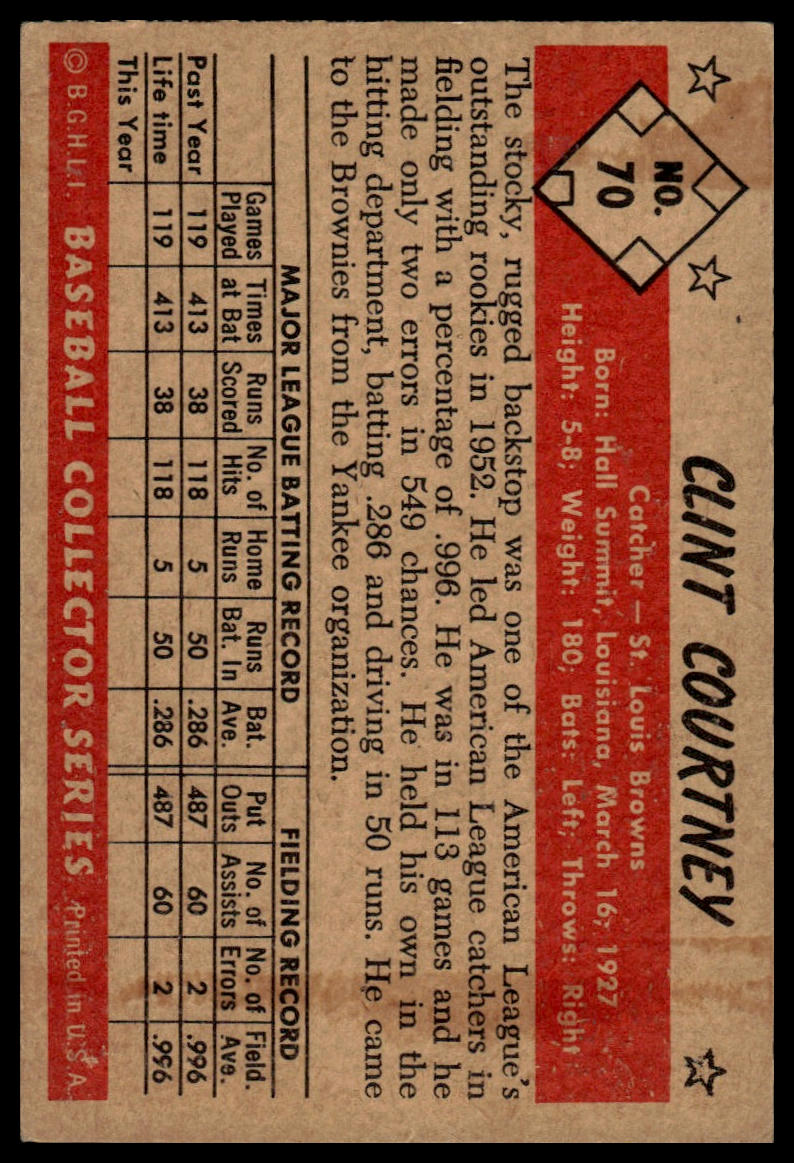 CLINT COURTNEY
NO.
70
Catcher — St. Louis Browns
Born: Hall Summit, Louisiana, March 16, 1927
Height: 5-8; Weight: 180; Bats: Left; Throws: Right
The stocky, rugged backstop was one of the American League's
outstanding rookies in 1952. He led American League catchers in
fielding with a percentage of .996. He was in 113 games and he
made only two errors in 549 chances. He held his own in the
hitting department, batting .286 and driving in 50 runs. He came
to the Brownies from the Yankee organization.
MAJOR LEAGUE BATTING RECORD FIELDING RECORD
Games Times Runs No. of Home Runs Bat. Put No. of No. of Field.
Played at Bat Scored Hits Runs Bat. In Ave. Outs Assists Errors Ave.
Past Year 119 413 38 118 5 50 .286 487 60 2 .996
Life time 119 413 38 118 5 50 .286 487 60 2 .996
This Year
© B.G.H.L.I. BASEBALL COLLECTOR SERIES Printed in U.S.A.